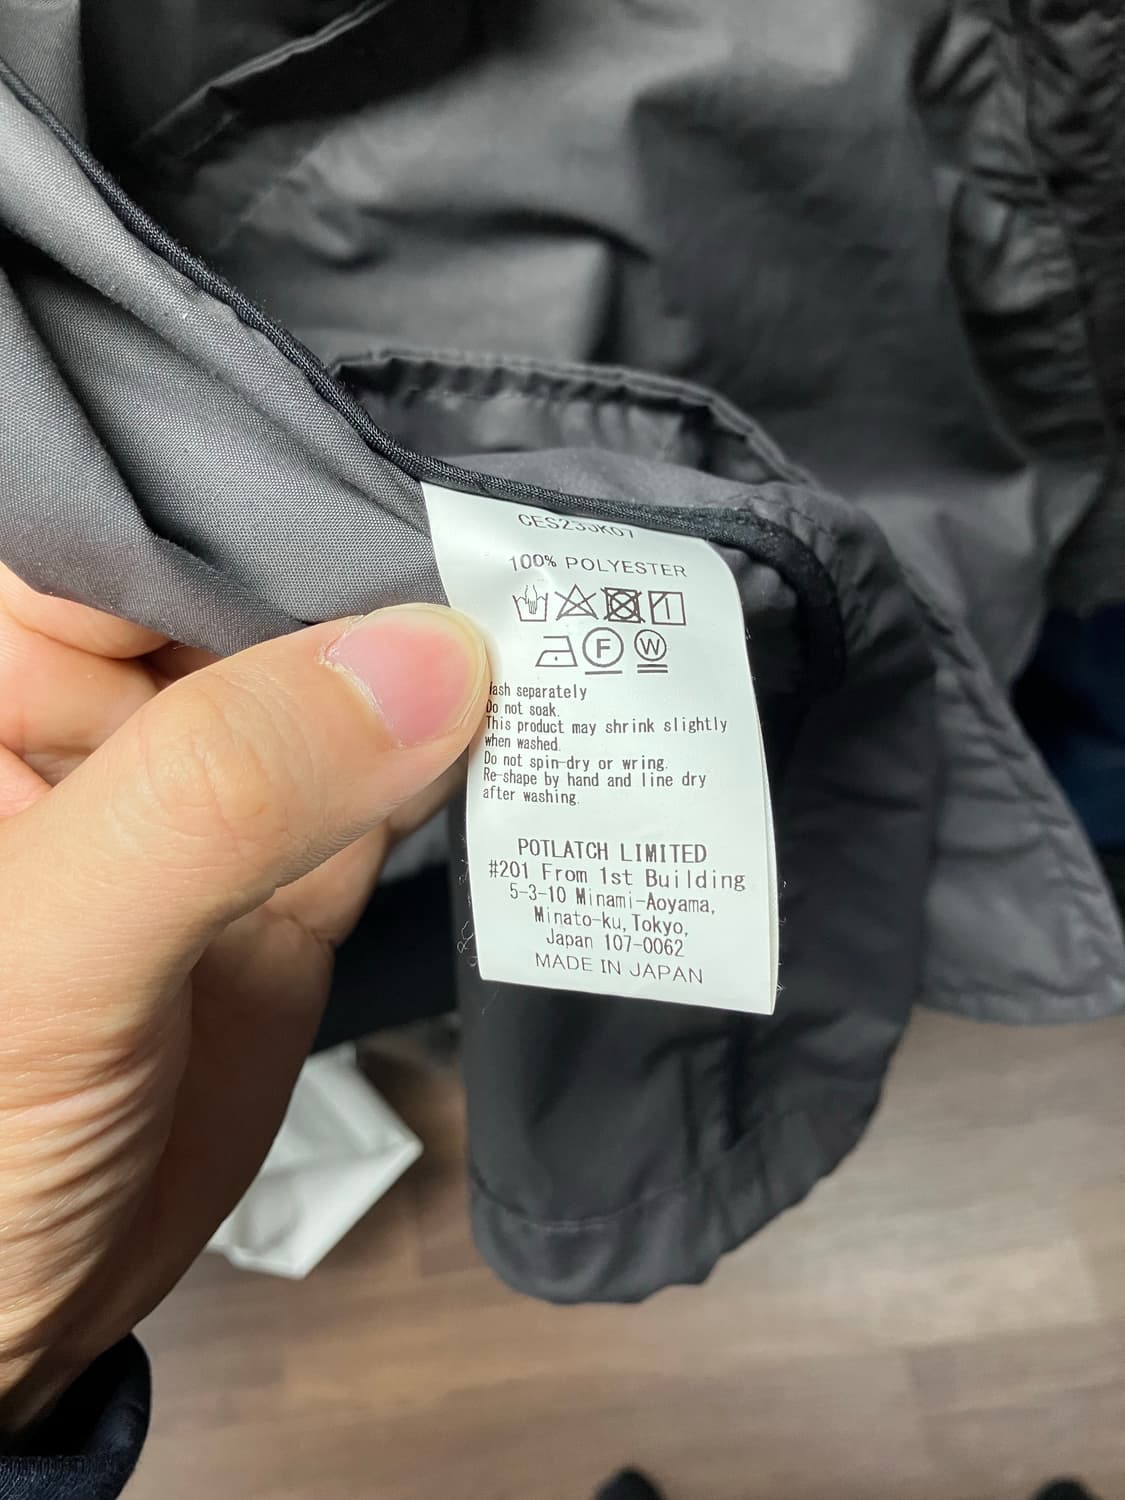 100% POLYESTER
F W
ash separately
Do not soak.
This product may shrink slightly
when washed.
Do not spin-dry or wring.
Re-shape by hand and line dry
after washing.
POTLATCH LIMITED
#201 From 1st Building
5-3-10 Minami-Aoyama,
Minato-ku, Tokyo,
Japan 107-0062
MADE IN JAPAN